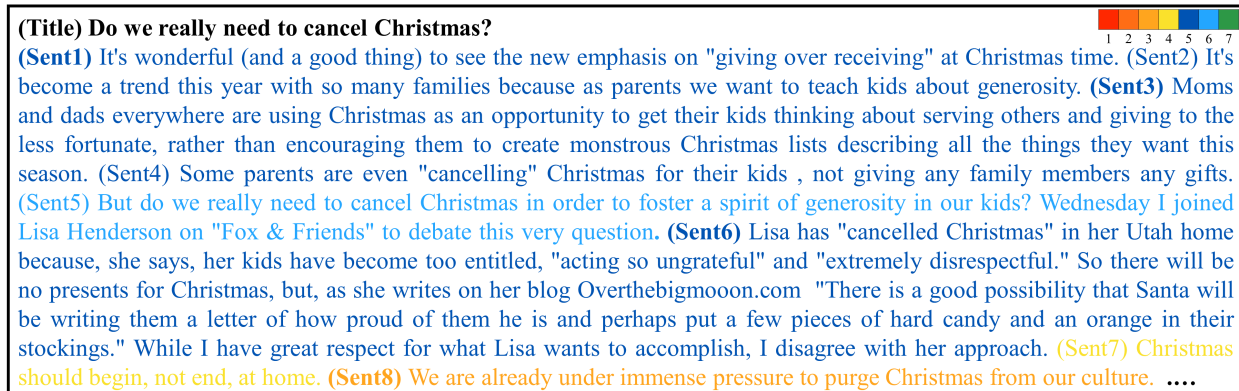 (Title) Do we really need to cancel Christmas?
1 2 3 4 5 6 7
(Sent1) It's wonderful (and a good thing) to see the new emphasis on "giving over receiving" at Christmas time. (Sent2) It's
become a trend this year with so many families because as parents we want to teach kids about generosity. (Sent3) Moms
and dads everywhere are using Christmas as an opportunity to get their kids thinking about serving others and giving to the
less fortunate, rather than encouraging them to create monstrous Christmas lists describing all the things they want this
season. (Sent4) Some parents are even "cancelling" Christmas for their kids , not giving any family members any gifts.
(Sent5) But do we really need to cancel Christmas in order to foster a spirit of generosity in our kids? Wednesday I joined
Lisa Henderson on "Fox & Friends" to debate this very question. (Sent6) Lisa has "cancelled Christmas" in her Utah home
because, she says, her kids have become too entitled, "acting so ungrateful" and "extremely disrespectful." So there will be
no presents for Christmas, but, as she writes on her blog Overthebigmooon.com "There is a good possibility that Santa will
be writing them a letter of how proud of them he is and perhaps put a few pieces of hard candy and an orange in their
stockings." While I have great respect for what Lisa wants to accomplish, I disagree with her approach. (Sent7) Christmas
should begin, not end, at home. (Sent8) We are already under immense pressure to purge Christmas from our culture. ....